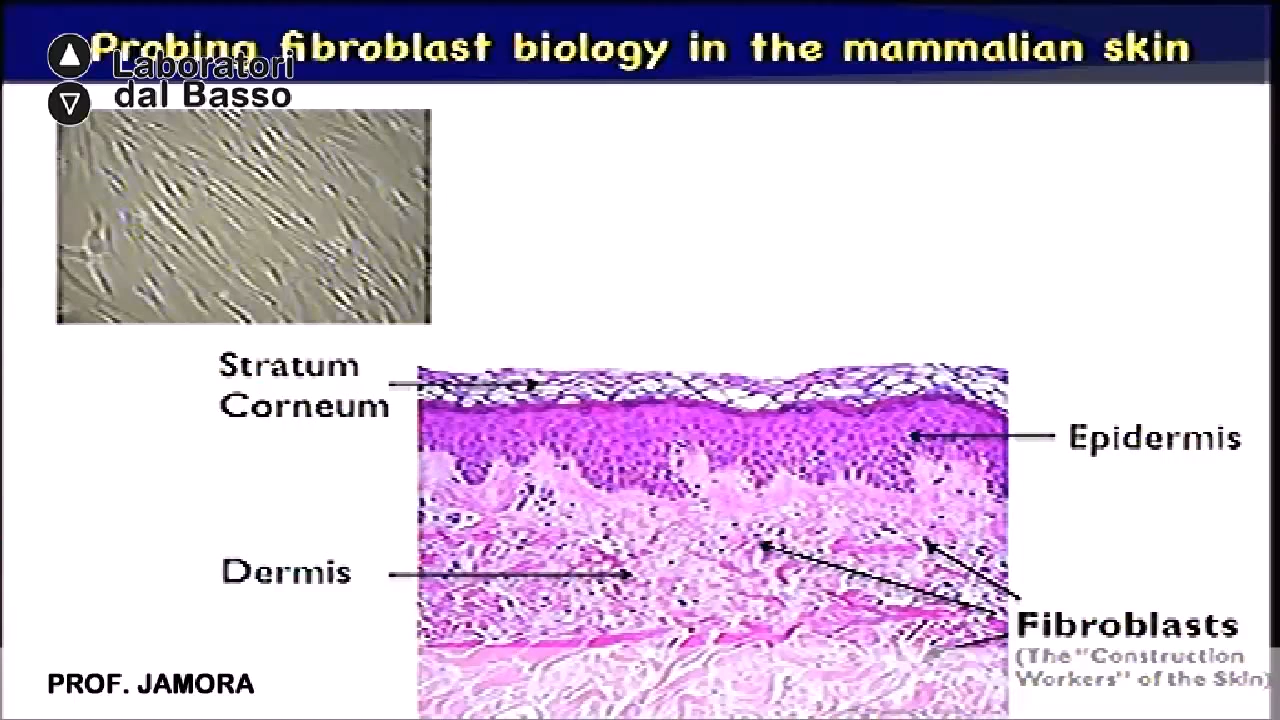 Probing fibroblast biology in the mammalian skin
Laboratori
dal Basso
Stratum
Corneum
Epidermis
Dermis
Fibroblasts
(The "Construction
Workers" of the Skin)
PROF. JAMORA